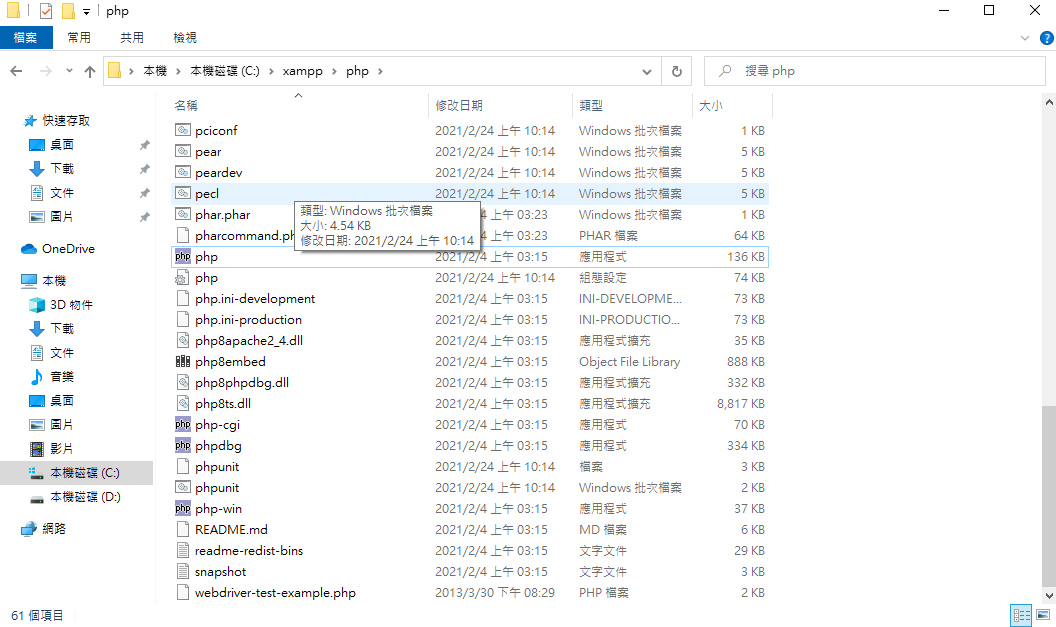 php
檔案 常用 共用 檢視
本機 本機磁碟 (C:) xampp php 搜尋 php
名稱 修改日期 類型 大小
快速存取
桌面
下載
文件
圖片
OneDrive
本機
3D 物件
下載
文件
音樂
桌面
圖片
影片
本機磁碟 (C:)
本機磁碟 (D:)
網路
pciconf 2021/2/24 上午 10:14 Windows 批次檔案 1 KB
pear 2021/2/24 上午 10:14 Windows 批次檔案 5 KB
peardev 2021/2/24 上午 10:14 Windows 批次檔案 5 KB
pecl 2021/2/24 上午 10:14 Windows 批次檔案 5 KB
phar.phar 4 上午 03:23 Windows 批次檔案 1 KB
pharcommand.ph 4 上午 03:23 PHAR 檔案 64 KB
類型: Windows 批次檔案
大小: 4.54 KB
修改日期: 2021/2/24 上午 10:14
php php 2021/2/4 上午 03:15 應用程式 136 KB
php 2021/2/24 上午 10:14 組態設定 74 KB
php.ini-development 2021/2/4 上午 03:15 INI-DEVELOPME... 73 KB
php.ini-production 2021/2/4 上午 03:15 INI-PRODUCTIO... 73 KB
php8apache2_4.dll 2021/2/4 上午 03:15 應用程式擴充 35 KB
php8embed 2021/2/4 上午 03:15 Object File Library 888 KB
php8phpdbg.dll 2021/2/4 上午 03:15 應用程式擴充 332 KB
php8ts.dll 2021/2/4 上午 03:15 應用程式擴充 8,817 KB
php php-cgi 2021/2/4 上午 03:15 應用程式 70 KB
php phpdbg 2021/2/4 上午 03:15 應用程式 334 KB
phpunit 2021/2/24 上午 10:14 檔案 3 KB
phpunit 2021/2/24 上午 10:14 Windows 批次檔案 2 KB
php php-win 2021/2/4 上午 03:15 應用程式 37 KB
README.md 2021/2/4 上午 03:15 MD 檔案 6 KB
readme-redist-bins 2021/2/4 上午 03:15 文字文件 29 KB
snapshot 2021/2/4 上午 03:15 文字文件 3 KB
webdriver-test-example.php 2013/3/30 下午 08:29 PHP 檔案 2 KB
61 個項目